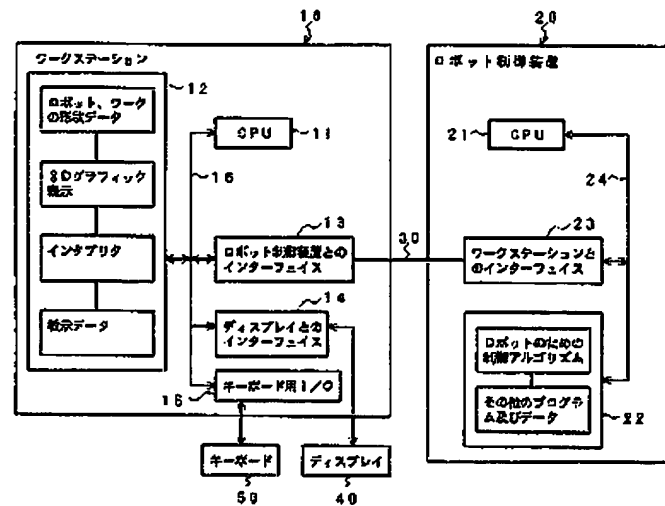 10
ワークステーション
12
ロボット、ワーク
の形状データ
3Dグラフィック
表示
インタプリタ
教示データ
CPU
11
16
13
ロボット制御装置との
インターフェイス
14
ディスプレイとの
インターフェイス
キーボード用I/O
15
キーボード
50
ディスプレイ
40
30
20
ロボット制御装置
21
CPU
24
23
ワークステーションと
のインターフェイス
ロボットのための
制御アルゴリズム
その他のプログラ
ム及びデータ
22